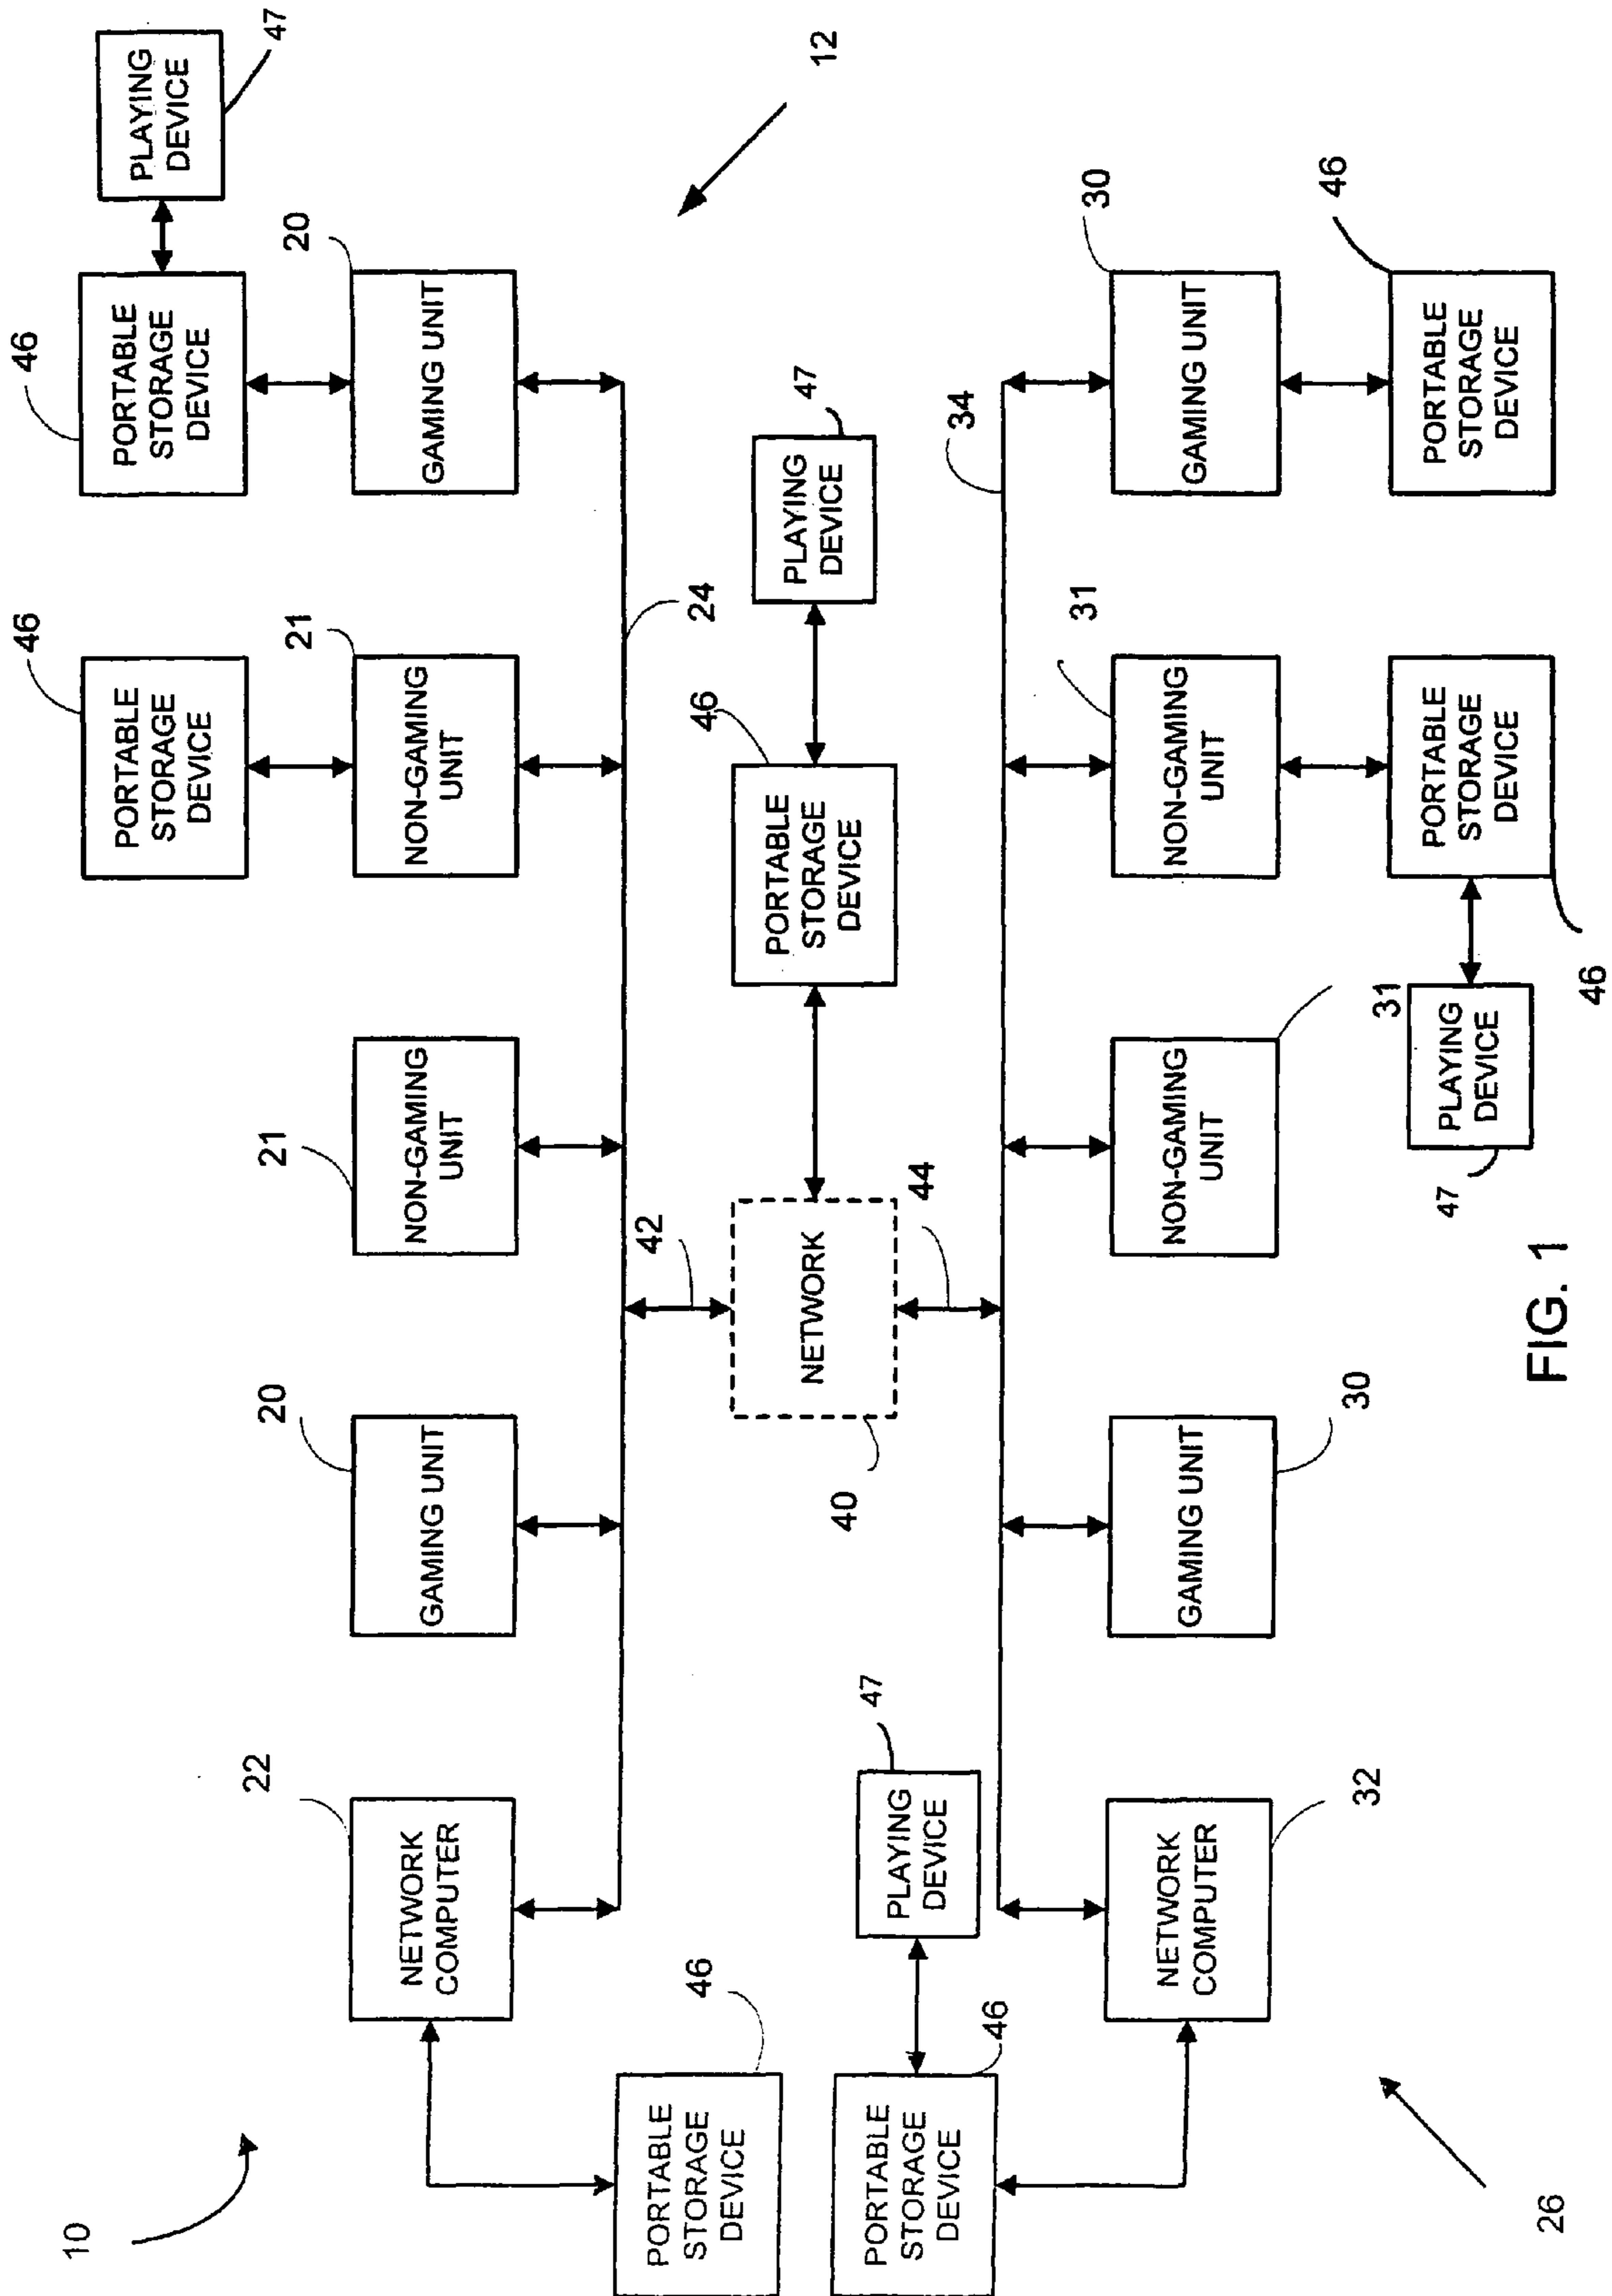 10
46
46
47
PORTABLE
STORAGE
DEVICE
PORTABLE
STORAGE
DEVICE
PLAYING
DEVICE
22
20
21
21
20
NETWORK
COMPUTER
GAMING UNIT
NON-GAMING
UNIT
NON-GAMING
UNIT
GAMING UNIT
12
42
24
PORTABLE
STORAGE
DEVICE
46
NETWORK
46
PORTABLE
STORAGE
DEVICE
PLAYING
DEVICE
47
40
PORTABLE
STORAGE
DEVICE
46
PLAYING
DEVICE
47
44
34
31
30
NETWORK
COMPUTER
GAMING UNIT
NON-GAMING
UNIT
NON-GAMING
UNIT
GAMING UNIT
32
30
31
46
47
PLAYING
DEVICE
PORTABLE
STORAGE
DEVICE
PORTABLE
STORAGE
DEVICE
26
46
FIG. 1